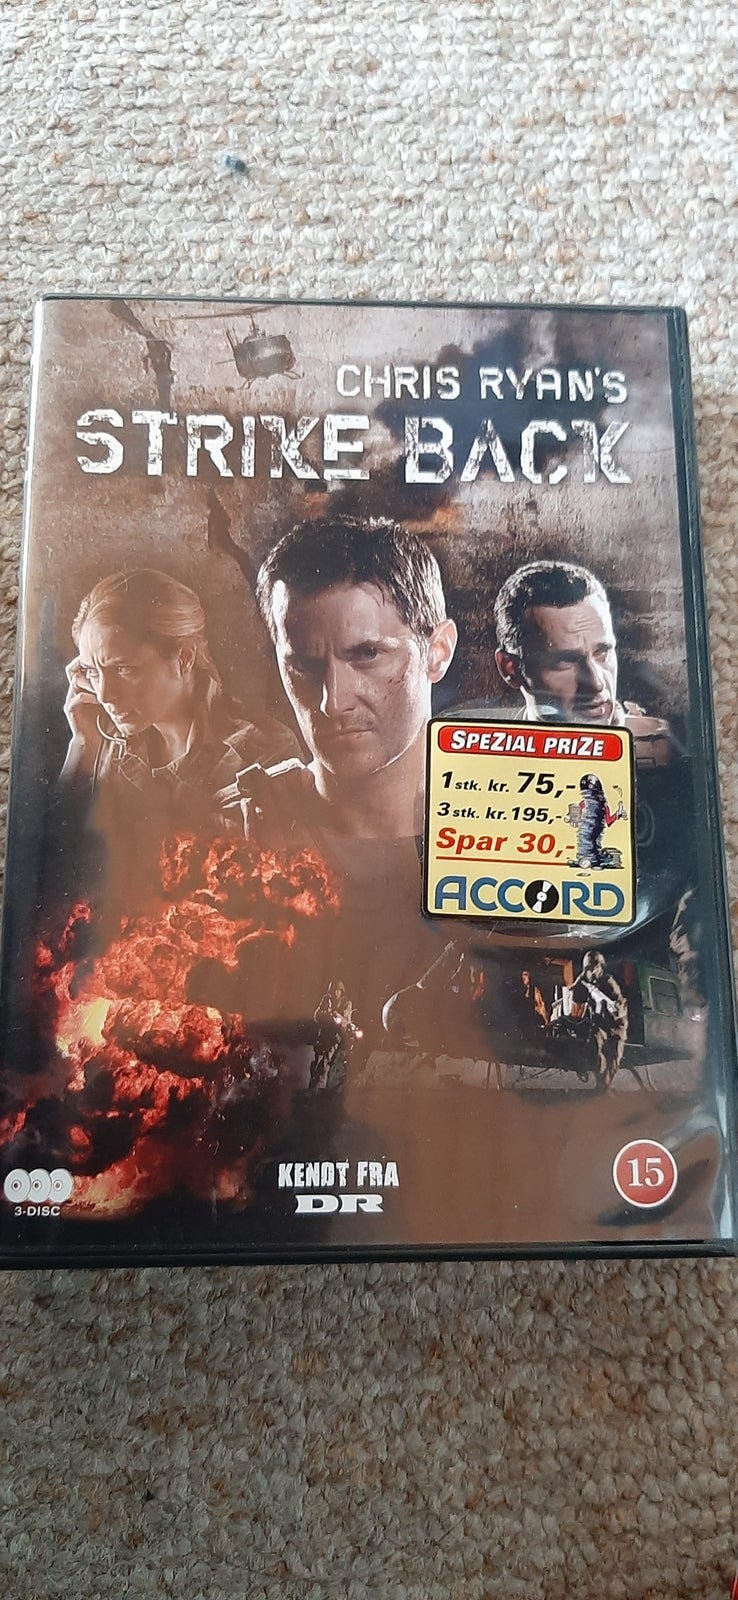 CHRIS RYAN'S
STRIKE BACK
SPEZIAL PRIZE
1 stk. kr. 75,-
3 stk. kr. 195,-
Spar 30,-
ACCORD
KENDT FRA
DR
15
3-DISC